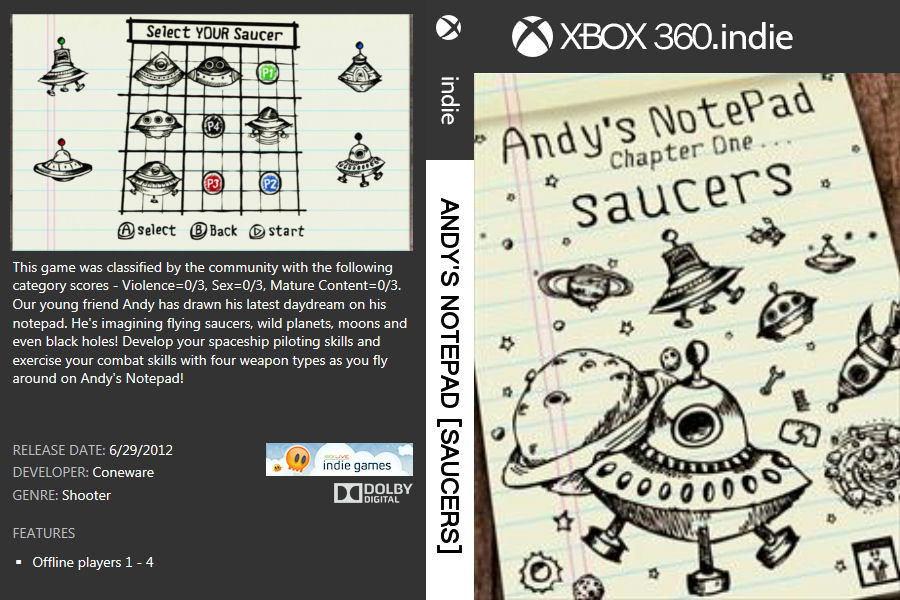 Select YOUR Saucer
P1
P4
P3
P2
A select B Back start
This game was classified by the community with the following
category scores - Violence=0/3, Sex=0/3, Mature Content=0/3.
Our young friend Andy has drawn his latest daydream on his
notepad. He's imagining flying saucers, wild planets, moons and
even black holes! Develop your spaceship piloting skills and
exercise your combat skills with four weapon types as you fly
around on Andy's Notepad!
RELEASE DATE: 6/29/2012
DEVELOPER: Coneware
GENRE: Shooter
XBOX LIVE
indie games
DOLBY
DIGITAL
FEATURES
▪ Offline players 1 - 4
indie
ANDY'S NOTEPAD [SAUCERS]
XBOX 360.indie
Andy's NotePad
Chapter One...
saucers